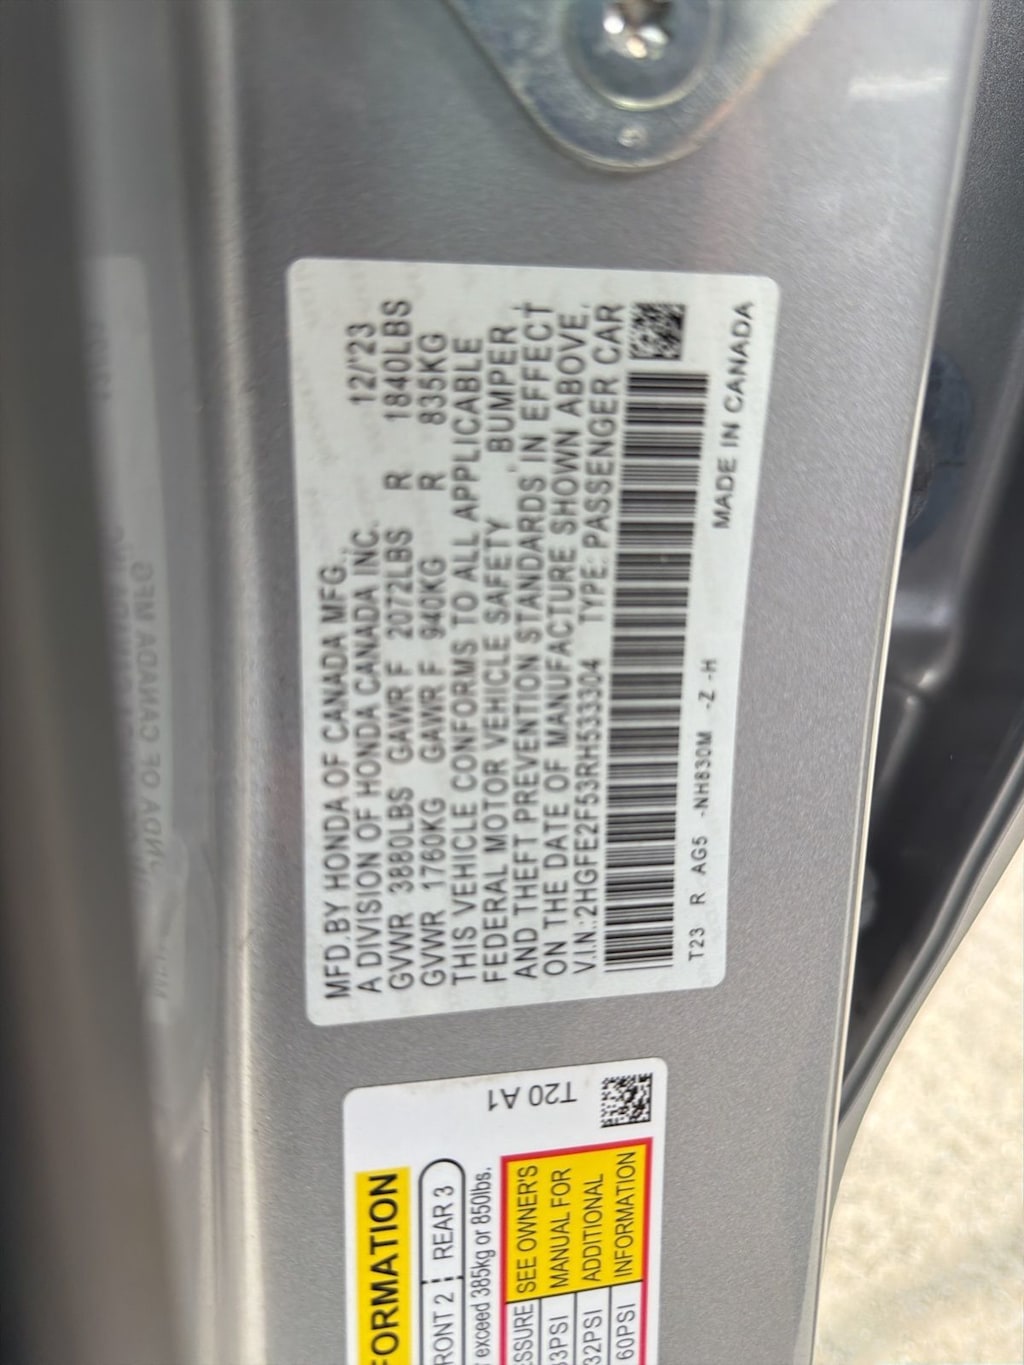 MFD.BY HONDA OF CANADA MFG., 12/'23
A DIVISION OF HONDA CANADA INC.
GVWR 3880LBS GAWR F 2072LBS R 1840LBS
GVWR 1760KG GAWR F 940KG R 835KG
THIS VEHICLE CONFORMS TO ALL APPLICABLE
FEDERAL MOTOR VEHICLE SAFETY, BUMPER,
AND THEFT PREVENTION STANDARDS IN EFFECT
ON THE DATE OF MANUFACTURE SHOWN ABOVE.
V.I.N.:2HGFE2F53RH533304 TYPE:PASSENGER CAR
MADE IN CANADA
T23 R AG5 -NH830M -Z -H
T20 A1
FORMATION
FRONT 2 REAR 3
exceed 385kg or 850lbs.
ESSURE SEE OWNER'S
33PSI MANUAL FOR
32PSI ADDITIONAL
60PSI INFORMATION